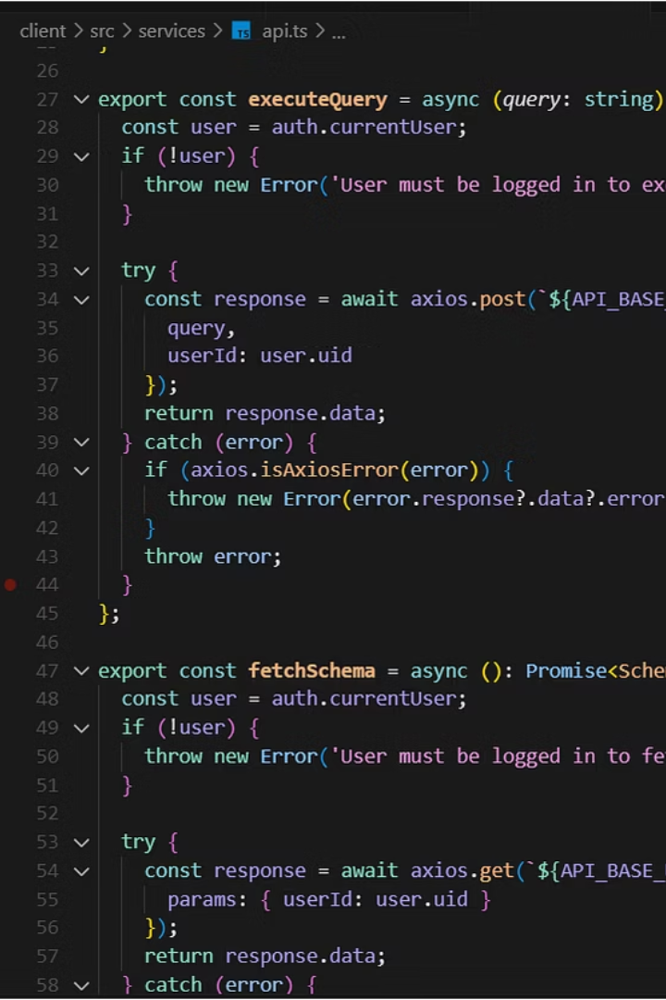 client > src > services > TS api.ts > ...
26
27 export const executeQuery = async (query: string)
28 const user = auth.currentUser;
29 if (!user) {
30 throw new Error('User must be logged in to ex
31 }
32
33 try {
34 const response = await axios.post(`${API_BASE_
35 query,
36 userId: user.uid
37 });
38 return response.data;
39 } catch (error) {
40 if (axios.isAxiosError(error)) {
41 throw new Error(error.response?.data?.error
42 }
43 throw error;
44 }
45 };
46
47 export const fetchSchema = async (): Promise<Sche
48 const user = auth.currentUser;
49 if (!user) {
50 throw new Error('User must be logged in to fe
51 }
52
53 try {
54 const response = await axios.get(`${API_BASE_
55 params: { userId: user.uid }
56 });
57 return response.data;
58 } catch (error) {